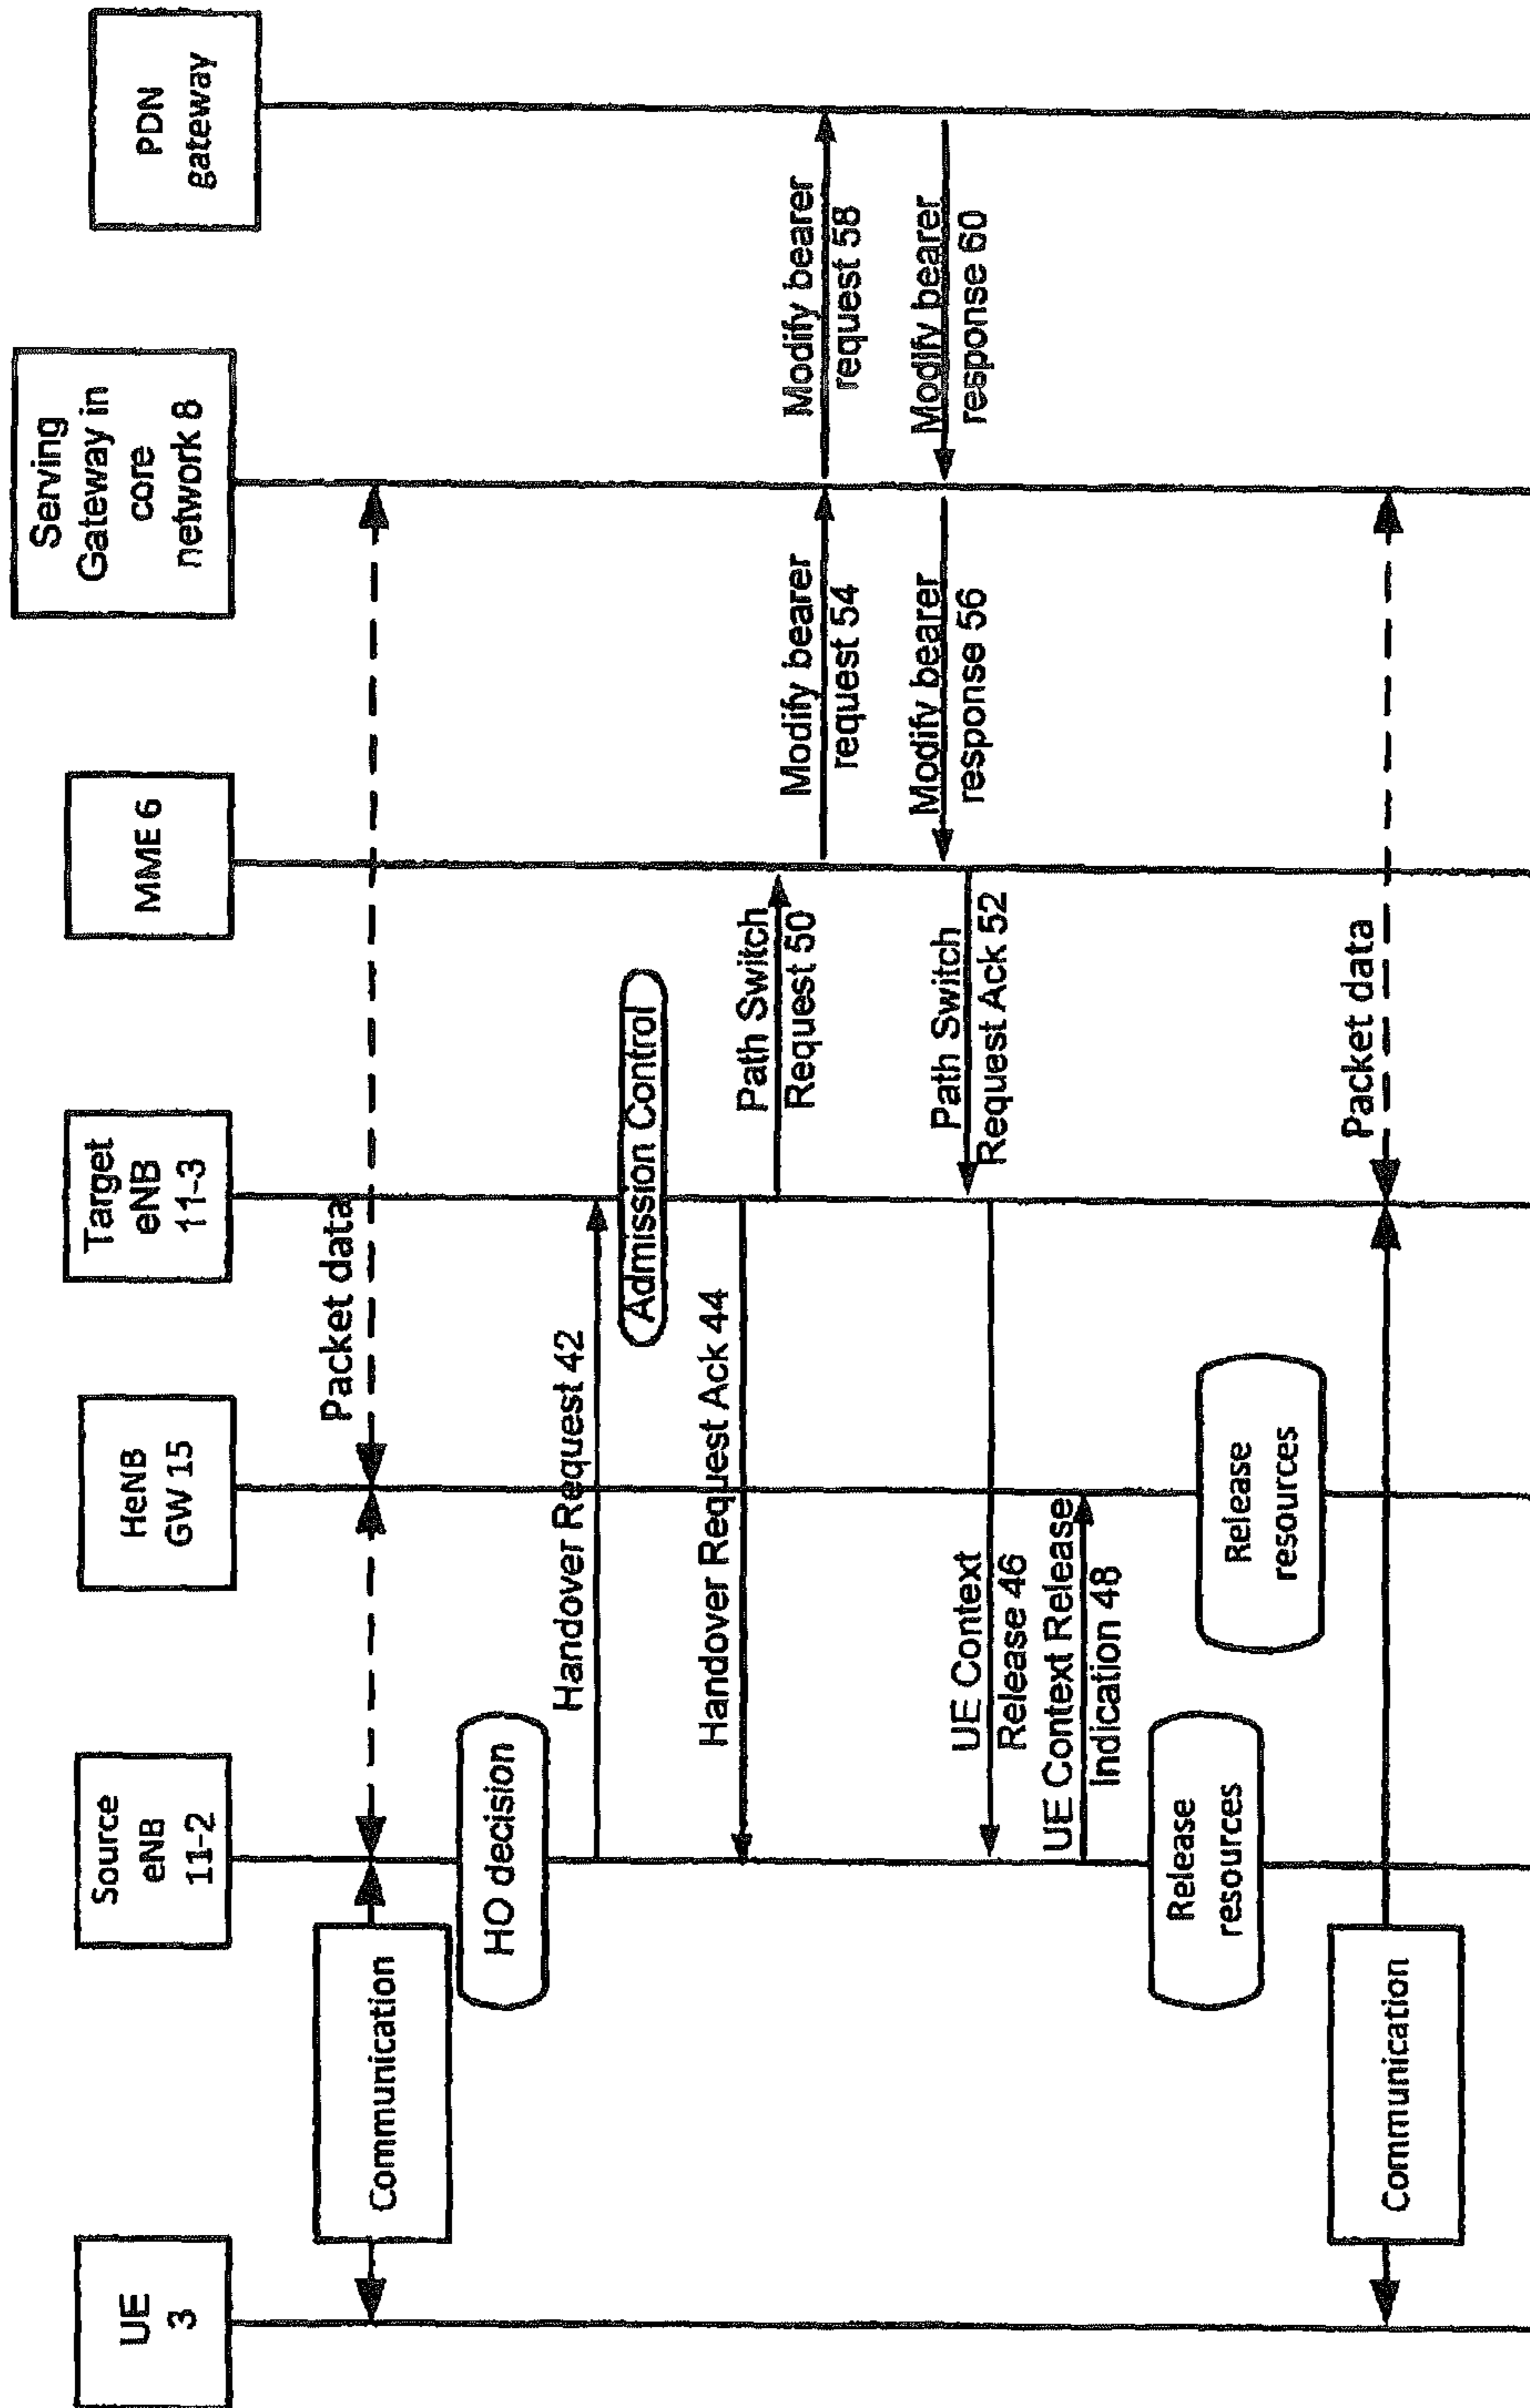 UE
3
Source
eNB
11-2
HeNB
GW 15
Target
eNB
11-3
MME 6
Serving
Gateway in
core
network 8
PDN
gateway
Communication
Packet data
HO decision
Handover Request 42
Admission Control
Handover Request Ack 44
Path Switch
Request 50
Modify bearer
request 54
Modify bearer
request 58
Modify bearer
response 60
Modify bearer
response 56
Path Switch
Request Ack 52
UE Context
Release 46
UE Context Release
Indication 48
Release
resources
Release
resources
Communication
Packet data